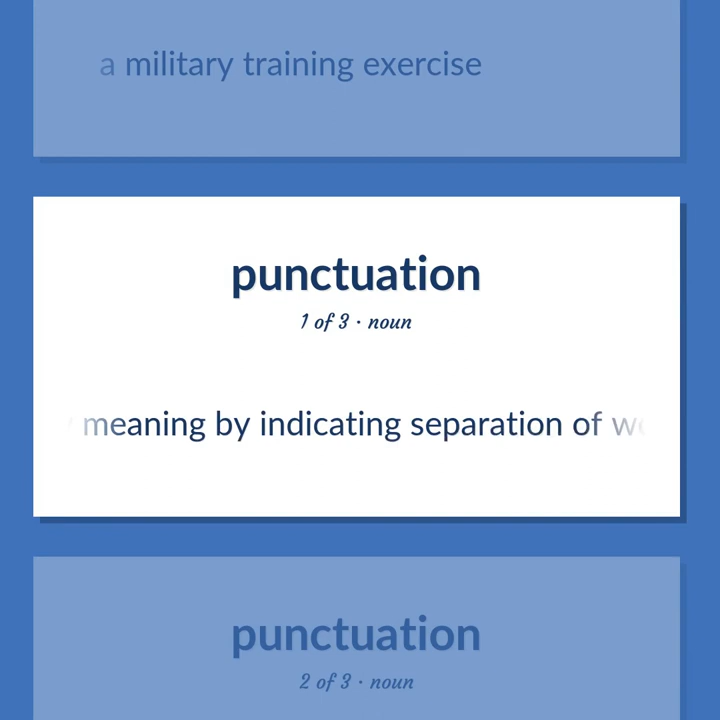 a military training exercise
punctuation
1 of 3 · noun
meaning by indicating separation of
punctuation
2 of 3 · noun